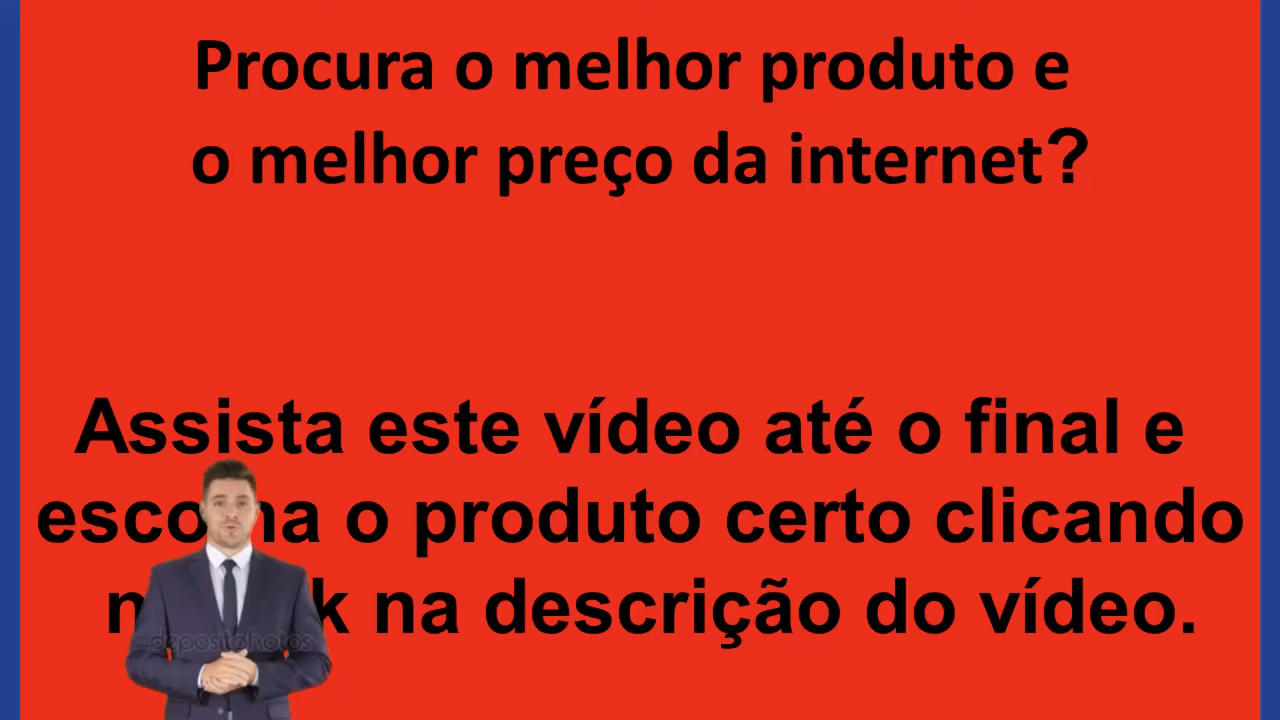 Procura o melhor produto e
o melhor preço da internet?
Assista este vídeo até o final e
o produto certo clicando
na descrição do vídeo.
depositphotos